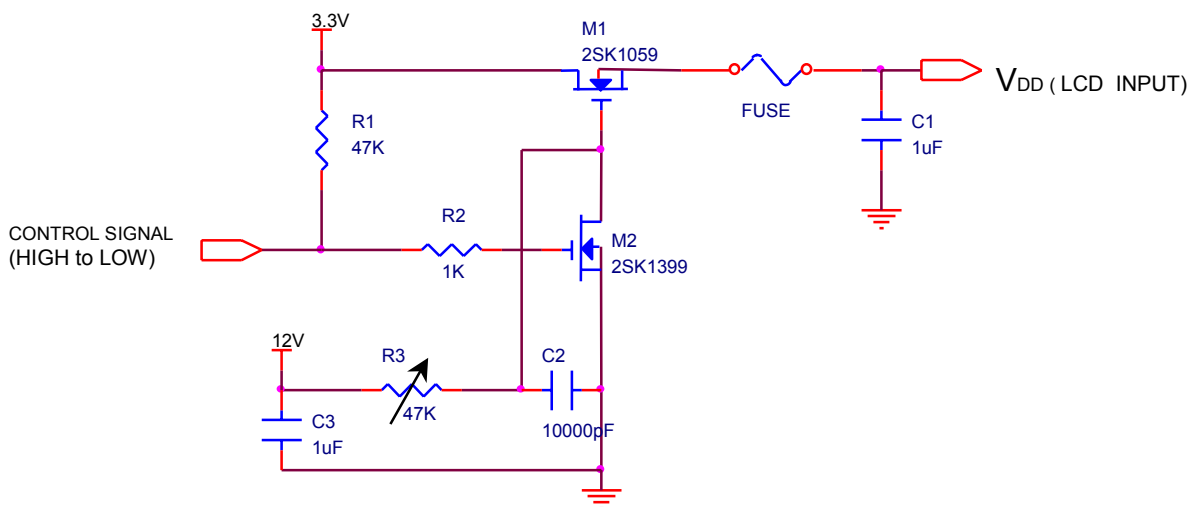 3.3V
M1
2SK1059
FUSE
VDD ( LCD INPUT)
R1
47K
C1
1uF
CONTROL SIGNAL
(HIGH to LOW)
R2
1K
M2
2SK1399
12V
R3
47K
C2
10000pF
C3
1uF